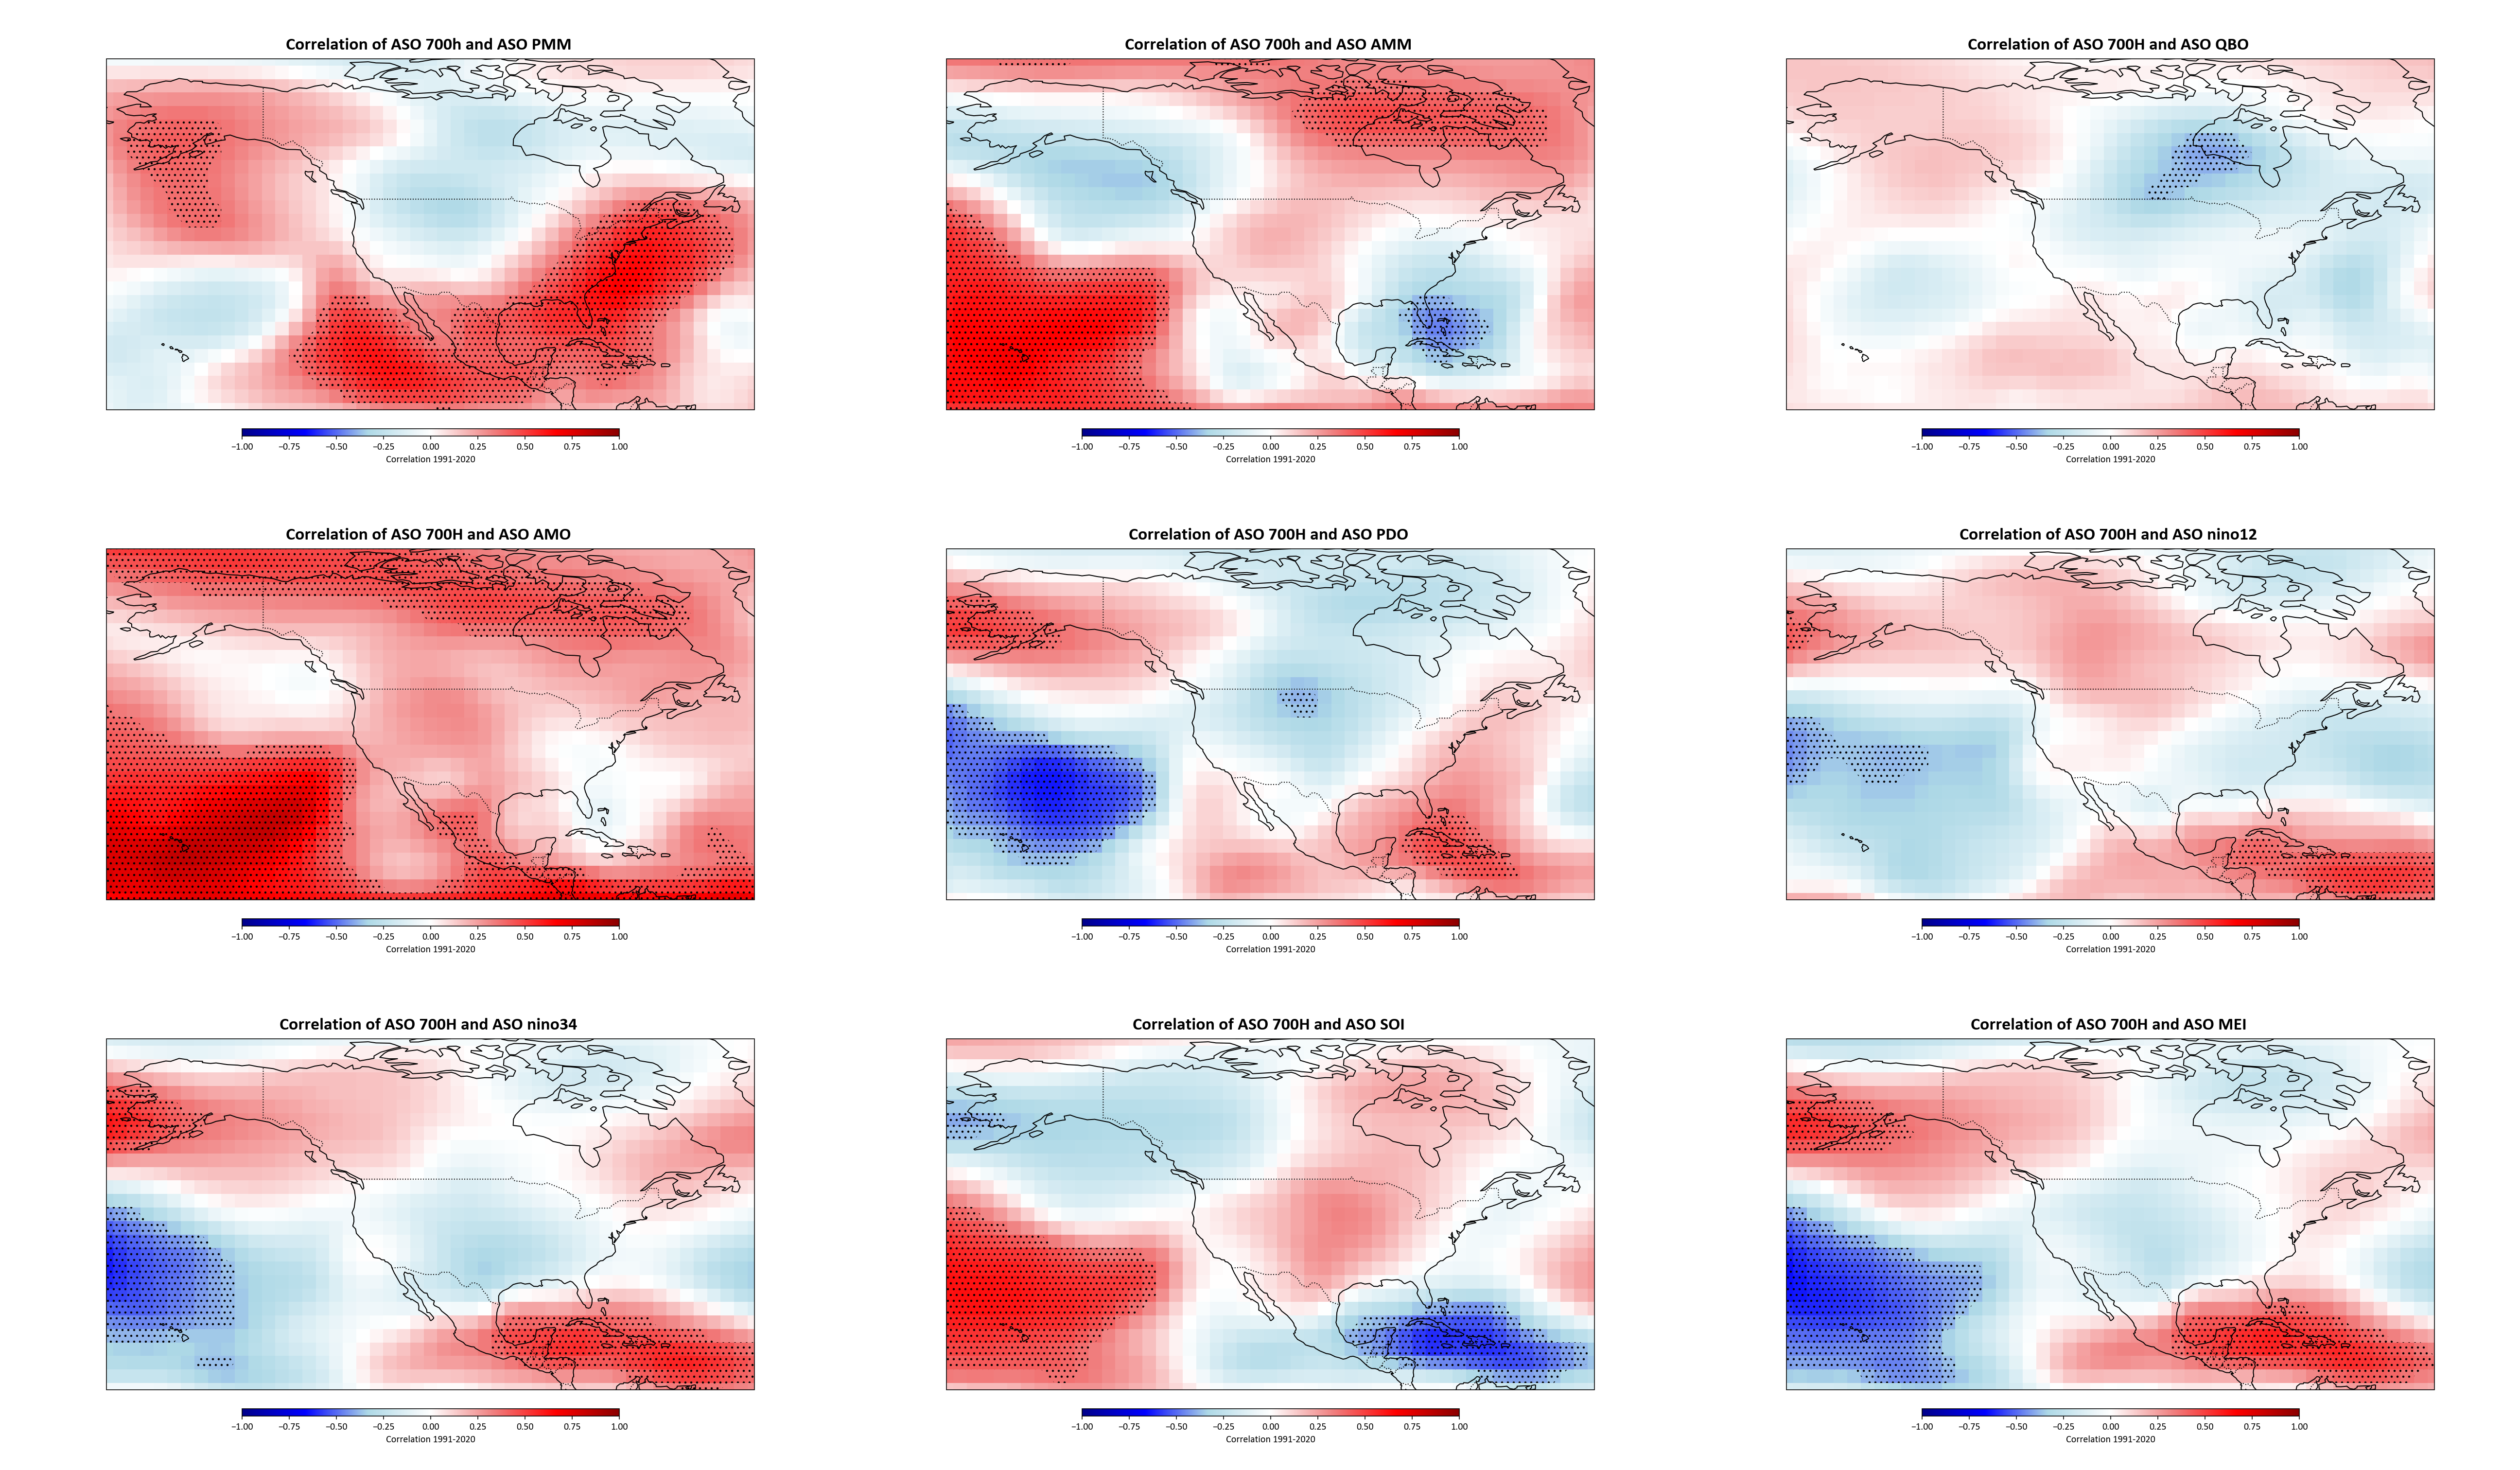 Correlation of ASO 700h and ASO PMM
Correlation of ASO 700h and ASO AMM
Correlation of ASO 700H and ASO QBO
−1.00 −0.75 −0.50 −0.25 0.00 0.25 0.50 0.75 1.00
Correlation 1991-2020
−1.00 −0.75 −0.50 −0.25 0.00 0.25 0.50 0.75 1.00
Correlation 1991-2020
−1.00 −0.75 −0.50 −0.25 0.00 0.25 0.50 0.75 1.00
Correlation 1991-2020
Correlation of ASO 700H and ASO AMO
Correlation of ASO 700H and ASO PDO
Correlation of ASO 700H and ASO nino12
−1.00 −0.75 −0.50 −0.25 0.00 0.25 0.50 0.75 1.00
Correlation 1991-2020
−1.00 −0.75 −0.50 −0.25 0.00 0.25 0.50 0.75 1.00
Correlation 1991-2020
−1.00 −0.75 −0.50 −0.25 0.00 0.25 0.50 0.75 1.00
Correlation 1991-2020
Correlation of ASO 700H and ASO nino34
Correlation of ASO 700H and ASO SOI
Correlation of ASO 700H and ASO MEI
−1.00 −0.75 −0.50 −0.25 0.00 0.25 0.50 0.75 1.00
Correlation 1991-2020
−1.00 −0.75 −0.50 −0.25 0.00 0.25 0.50 0.75 1.00
Correlation 1991-2020
−1.00 −0.75 −0.50 −0.25 0.00 0.25 0.50 0.75 1.00
Correlation 1991-2020